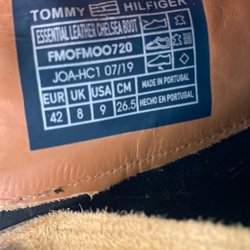 TOMMY HILFIGER
ESSENTIAL LEATHER CHELSEA BOOT
FM0FM00720
JOA-HC1 07/19
MADE IN PORTUGAL
HECHO EN PORTUGAL
EUR UK USA CM
42 8 9 26.5